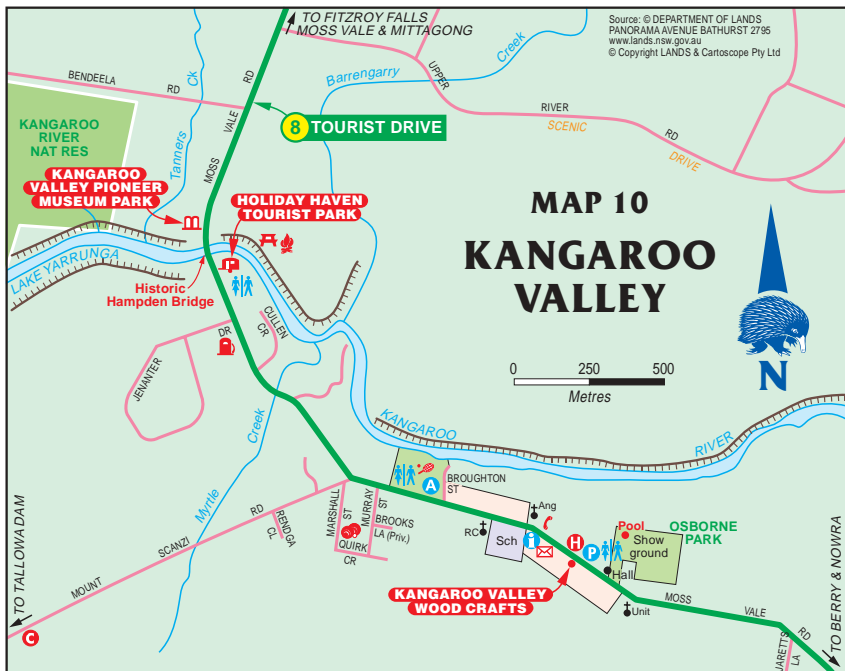 TO FITZROY FALLS
MOSS VALE & MITTAGONG
Source: © DEPARTMENT OF LANDS
PANORAMA AVENUE BATHURST 2795
www.lands.nsw.gov.au
© Copyright LANDS & Cartoscope Pty Ltd
BENDEELA RD
Tanners Ck
MOSS VALE RD
Barrengarry Creek
UPPER RIVER RD
SCENIC DRIVE
8 TOURIST DRIVE
KANGAROO
RIVER
NAT RES
KANGAROO
VALLEY PIONEER
MUSEUM PARK
HOLIDAY HAVEN
TOURIST PARK
MAP 10
KANGAROO
VALLEY
LAKE YARRUNGA
Historic
Hampden Bridge
CULLEN
CR
JENANTER DR
0 250 500
Metres
N
KANGAROO RIVER
Myrtle Creek
A
BROUGHTON
ST
MOUNT SCANZI RD
RENDGA
CL
MARSHALL
ST
MURRAY
ST
BROOKS
LA (Priv.)
QUIRK
CR
Ang
RC
Sch
i
H
P
Pool
Show
ground
OSBORNE
PARK
Hall
KANGAROO VALLEY
WOOD CRAFTS
Unit
MOSS VALE RD
JARETTS
LA
TO TALLOWA DAM
C
TO BERRY & NOWRA